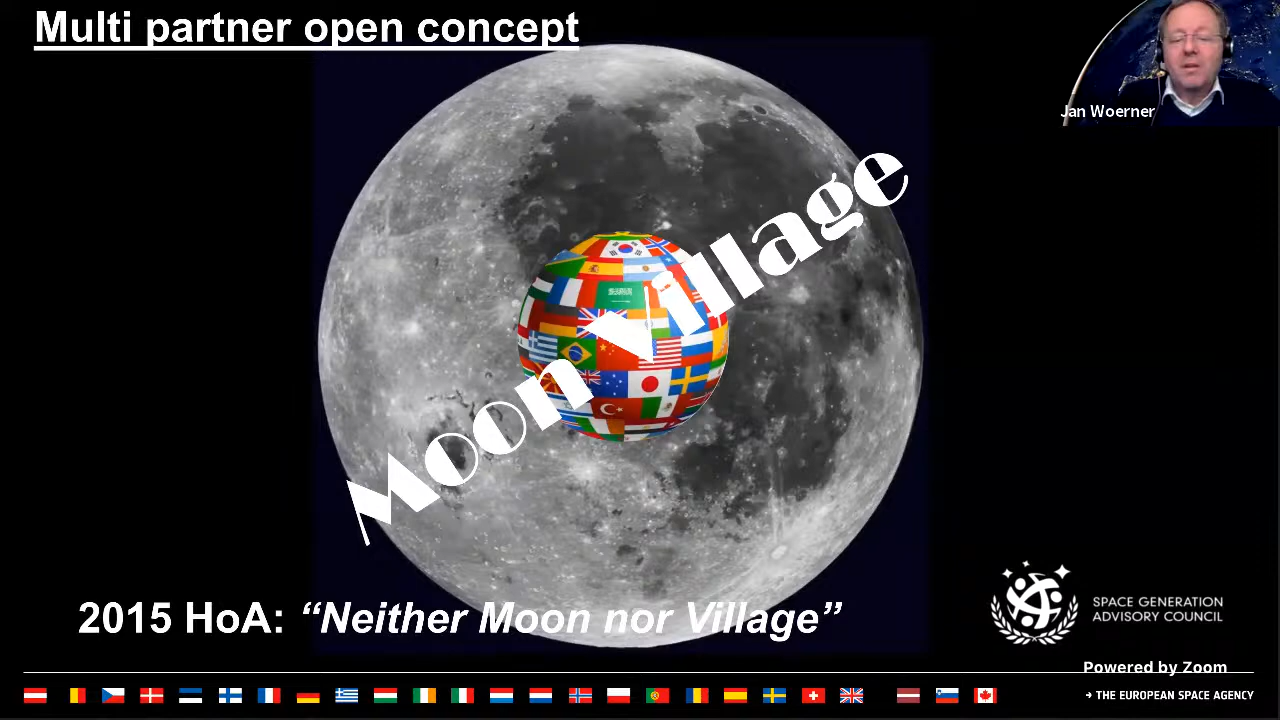 Multi partner open concept
Jan Woerner
Moon Village
2015 HoA: “Neither Moon nor Village”
SPACE GENERATION
ADVISORY COUNCIL
Powered by Zoom
→ THE EUROPEAN SPACE AGENCY